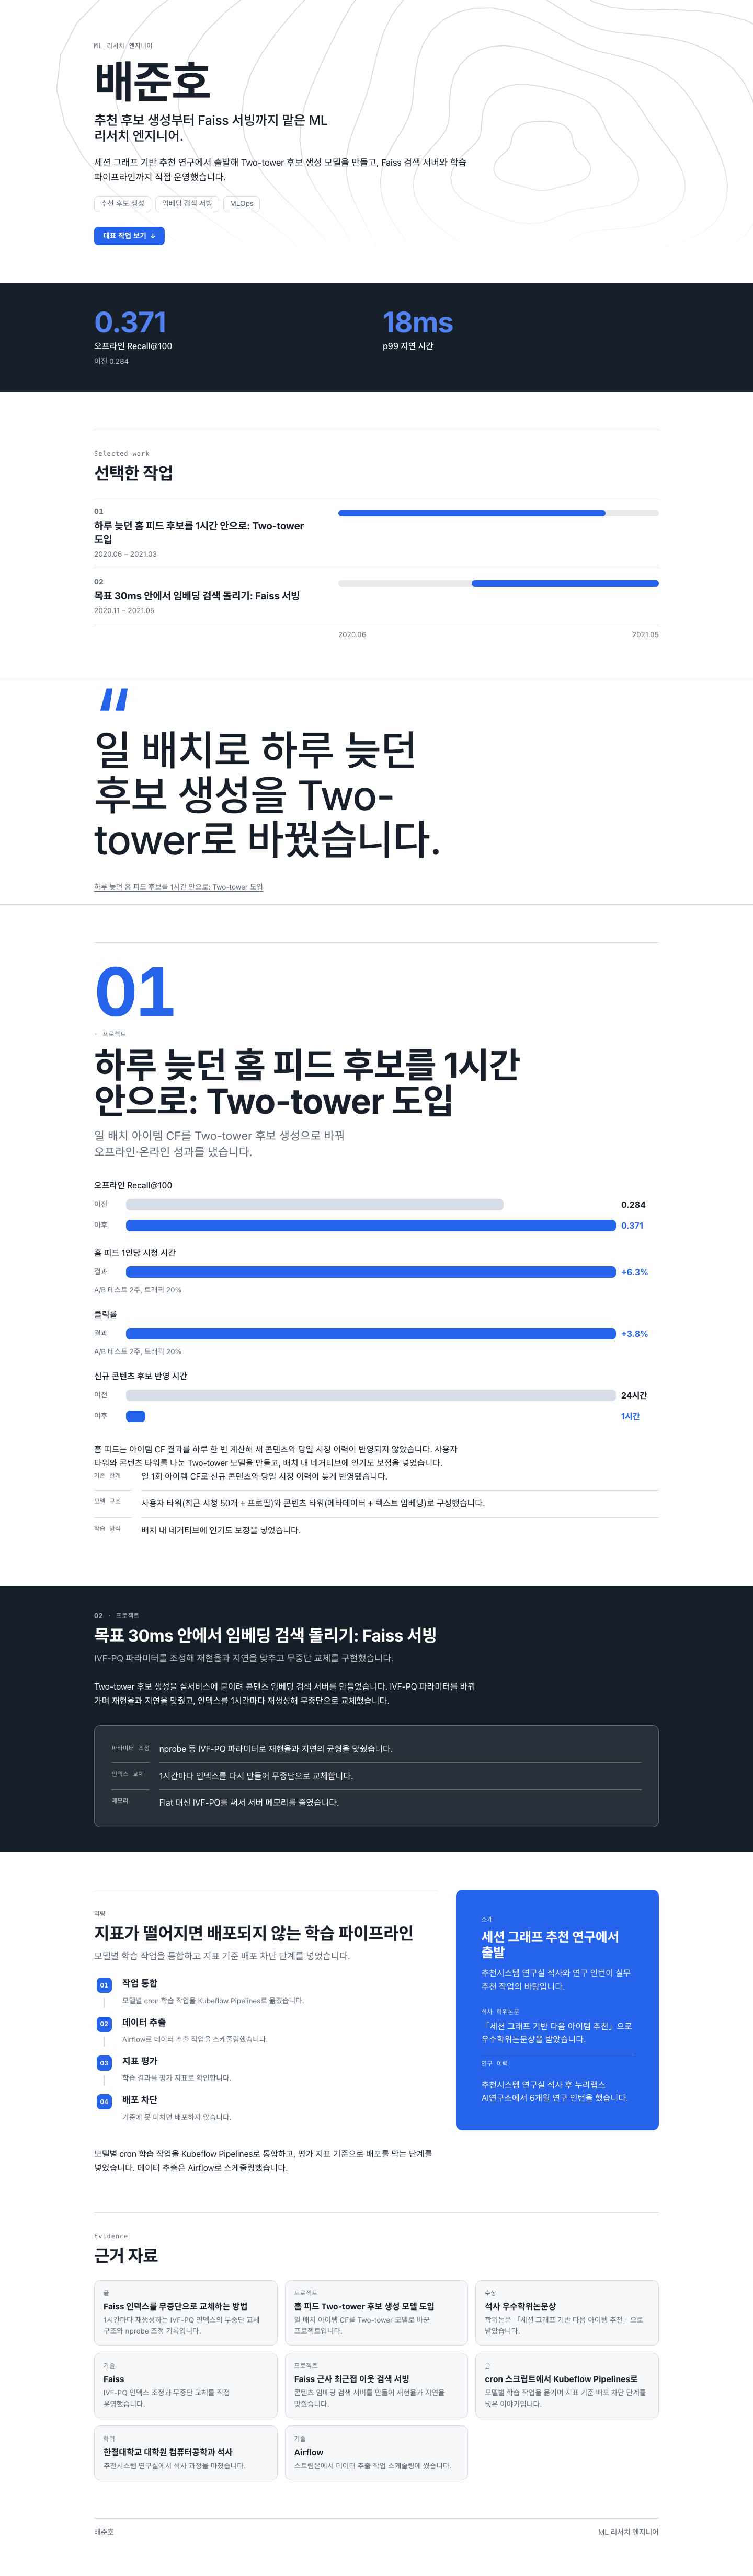 ML 리서치 엔지니어
배준호
추천 후보 생성부터 Faiss 서빙까지 맡은 ML
리서치 엔지니어.
세션 그래프 기반 추천 연구에서 출발해 Two-tower 후보 생성 모델을 만들고, Faiss 검색 서버와 학습
파이프라인까지 직접 운영했습니다.
추천 후보 생성
임베딩 검색 서빙
MLOps
대표 작업 보기 ↓
0.371
오프라인 Recall@100
이전 0.284
18ms
p99 지연 시간
Selected work
선택한 작업
01
하루 늦던 홈 피드 후보를 1시간 안으로: Two-tower
도입
2020.06 – 2021.03
02
목표 30ms 안에서 임베딩 검색 돌리기: Faiss 서빙
2020.11 – 2021.05
2020.06
2021.05
"
일 배치로 하루 늦던
후보 생성을 Two-
tower로 바꿨습니다.
하루 늦던 홈 피드 후보를 1시간 안으로: Two-tower 도입
01
· 프로젝트
하루 늦던 홈 피드 후보를 1시간
안으로: Two-tower 도입
일 배치 아이템 CF를 Two-tower 후보 생성으로 바꿔
오프라인·온라인 성과를 냈습니다.
오프라인 Recall@100
이전 0.284
이후 0.371
홈 피드 1인당 시청 시간
결과 +6.3%
A/B 테스트 2주, 트래픽 20%
클릭률
결과 +3.8%
A/B 테스트 2주, 트래픽 20%
신규 콘텐츠 후보 반영 시간
이전 24시간
이후 1시간
홈 피드는 아이템 CF 결과를 하루 한 번 계산해 새 콘텐츠와 당일 시청 이력이 반영되지 않았습니다. 사용자
타워와 콘텐츠 타워를 나눈 Two-tower 모델을 만들고, 배치 내 네거티브에 인기도 보정을 넣었습니다.
기존 한계 일 1회 아이템 CF로 신규 콘텐츠와 당일 시청 이력이 늦게 반영됐습니다.
모델 구조 사용자 타워(최근 시청 50개 + 프로필)와 콘텐츠 타워(메타데이터 + 텍스트 임베딩)로 구성했습니다.
학습 방식 배치 내 네거티브에 인기도 보정을 넣었습니다.
02 · 프로젝트
목표 30ms 안에서 임베딩 검색 돌리기: Faiss 서빙
IVF-PQ 파라미터를 조정해 재현율과 지연을 맞추고 무중단 교체를 구현했습니다.
Two-tower 후보 생성을 실서비스에 붙이려 콘텐츠 임베딩 검색 서버를 만들었습니다. IVF-PQ 파라미터를 바꿔
가며 재현율과 지연을 맞췄고, 인덱스를 1시간마다 재생성해 무중단으로 교체했습니다.
파라미터 조정 nprobe 등 IVF-PQ 파라미터로 재현율과 지연의 균형을 맞췄습니다.
인덱스 교체 1시간마다 인덱스를 다시 만들어 무중단으로 교체합니다.
메모리 Flat 대신 IVF-PQ를 써서 서버 메모리를 줄였습니다.
역량
지표가 떨어지면 배포되지 않는 학습 파이프라인
모델별 학습 작업을 통합하고 지표 기준 배포 차단 단계를 넣었습니다.
01 작업 통합
모델별 cron 학습 작업을 Kubeflow Pipelines로 옮겼습니다.
02 데이터 추출
Airflow로 데이터 추출 작업을 스케줄링했습니다.
03 지표 평가
학습 결과를 평가 지표로 확인합니다.
04 배포 차단
기준에 못 미치면 배포하지 않습니다.
모델별 cron 학습 작업을 Kubeflow Pipelines로 통합하고, 평가 지표 기준으로 배포를 막는 단계를
넣었습니다. 데이터 추출은 Airflow로 스케줄링했습니다.
소개
세션 그래프 추천 연구에서
출발
추천시스템 연구실 석사와 연구 인턴이 실무
추천 작업의 바탕입니다.
석사 학위논문
「세션 그래프 기반 다음 아이템 추천」으로
우수학위논문상을 받았습니다.
연구 이력
추천시스템 연구실 석사 후 누리랩스
AI연구소에서 6개월 연구 인턴을 했습니다.
Evidence
근거 자료
글
Faiss 인덱스를 무중단으로 교체하는 방법
1시간마다 재생성하는 IVF-PQ 인덱스의 무중단 교체
구조와 nprobe 조정 기록입니다.
프로젝트
홈 피드 Two-tower 후보 생성 모델 도입
일 배치 아이템 CF를 Two-tower 모델로 바꾼
프로젝트입니다.
수상
석사 우수학위논문상
학위논문 「세션 그래프 기반 다음 아이템 추천」으로
받았습니다.
기술
Faiss
IVF-PQ 인덱스 조정과 무중단 교체를 직접
운영했습니다.
프로젝트
Faiss 근사 최근접 이웃 검색 서빙
콘텐츠 임베딩 검색 서버를 만들어 재현율과 지연을
맞췄습니다.
글
cron 스크립트에서 Kubeflow Pipelines로
모델별 학습 작업을 옮기며 지표 기준 배포 차단 단계를
넣은 이야기입니다.
학력
한결대학교 대학원 컴퓨터공학과 석사
추천시스템 연구실에서 석사 과정을 마쳤습니다.
기술
Airflow
스트림온에서 데이터 추출 작업 스케줄링에 썼습니다.
배준호
ML 리서치 엔지니어